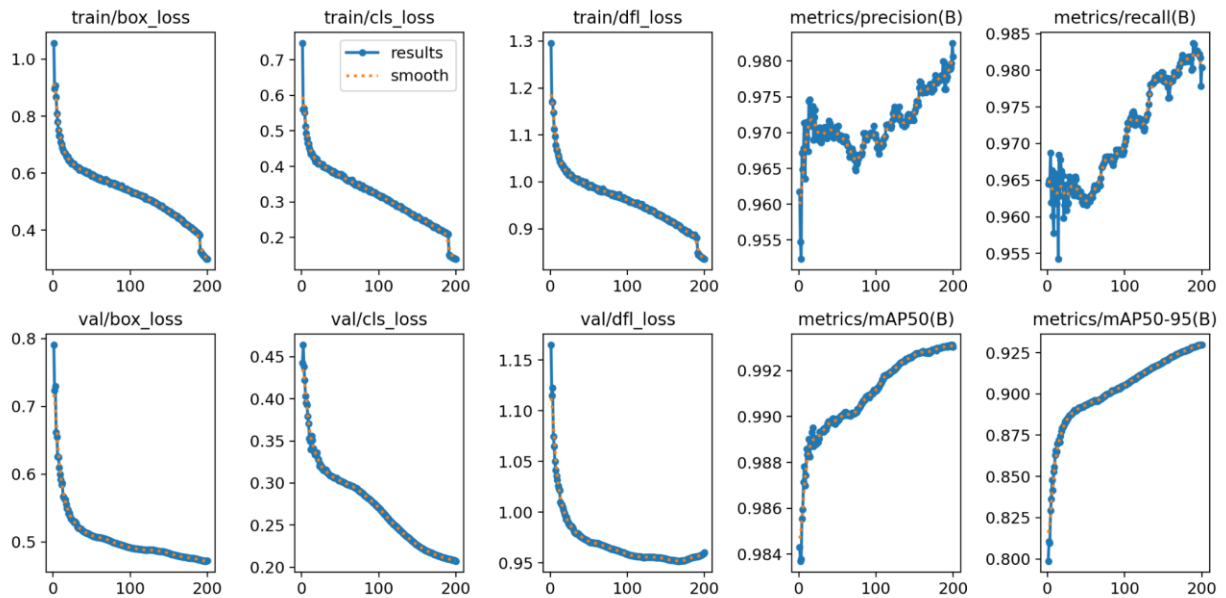 train/box_loss
train/cls_loss
train/dfl_loss
metrics/precision(B)
metrics/recall(B)
1.0
0.8
0.6
0.4
0 100 200
0.7
0.6
0.5
0.4
0.3
0.2
results
smooth
0 100 200
1.3
1.2
1.1
1.0
0.9
0 100 200
0.980
0.975
0.970
0.965
0.960
0.955
0 100 200
0.985
0.980
0.975
0.970
0.965
0.960
0.955
0 100 200
val/box_loss
val/cls_loss
val/dfl_loss
metrics/mAP50(B)
metrics/mAP50-95(B)
0.8
0.7
0.6
0.5
0 100 200
0.45
0.40
0.35
0.30
0.25
0.20
0 100 200
1.15
1.10
1.05
1.00
0.95
0 100 200
0.992
0.990
0.988
0.986
0.984
0 100 200
0.925
0.900
0.875
0.850
0.825
0.800
0 100 200